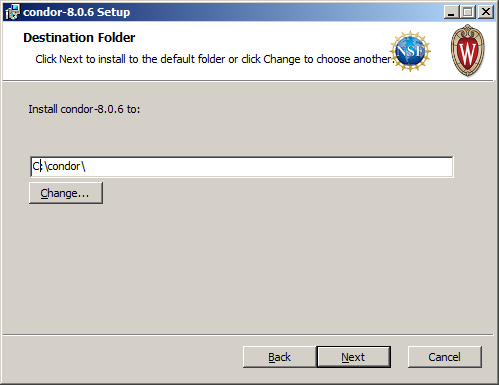 condor-8.0.6 Setup
Destination Folder
Click Next to install to the default folder or click Change to choose another.
NSF
W
Install condor-8.0.6 to:
C:\condor\
Change...
Back
Next
Cancel